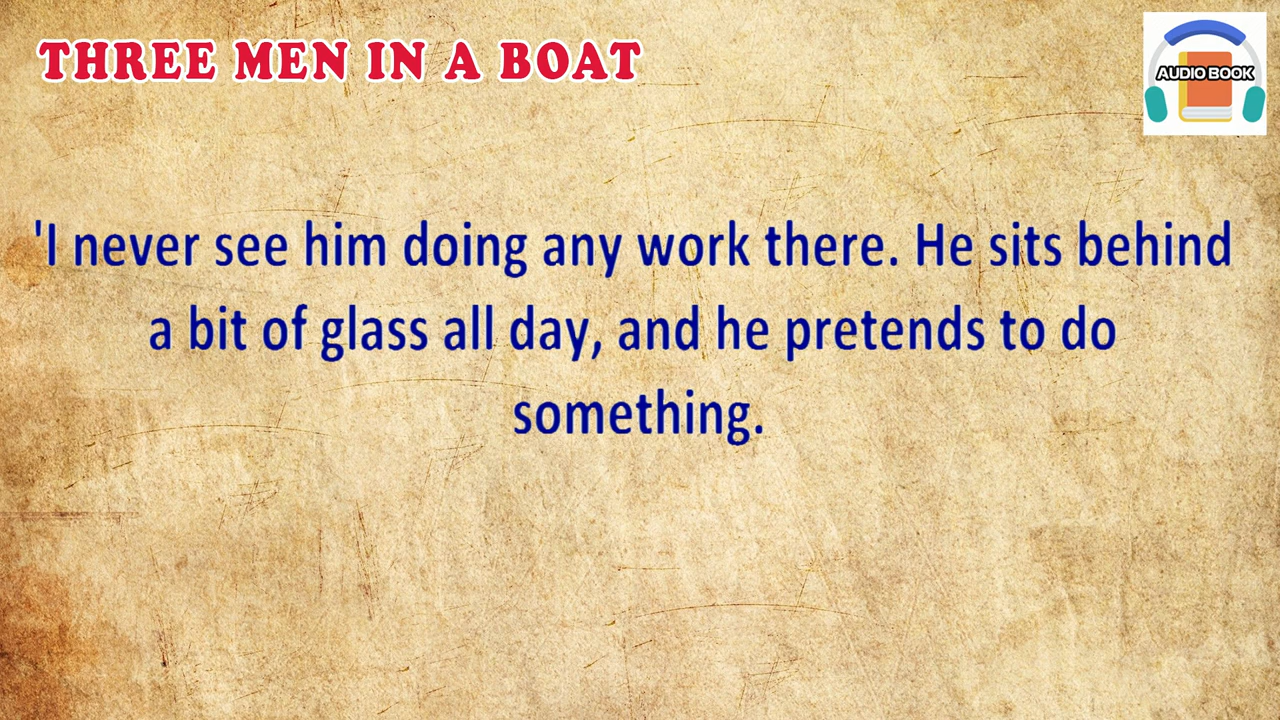 THREE MEN IN A BOAT
AUDIO BOOK
'I never see him doing any work there. He sits behind
a bit of glass all day, and he pretends to do
something.